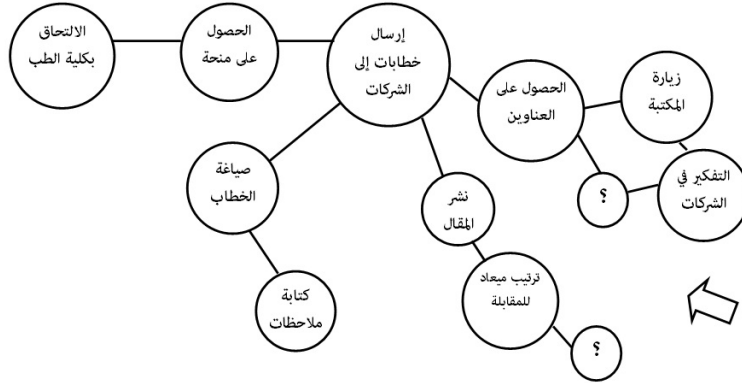 إرسال
خطابات إلى
الشركات
الحصول
على منحة
الالتحاق
بكلية الطب
زيارة
المكتبة
الحصول على
العناوين
التفكير في
الشركات
؟
صياغة
الخطاب
نشر
المقال
ترتيب ميعاد
للمقابلة
كتابة
ملاحظات
؟